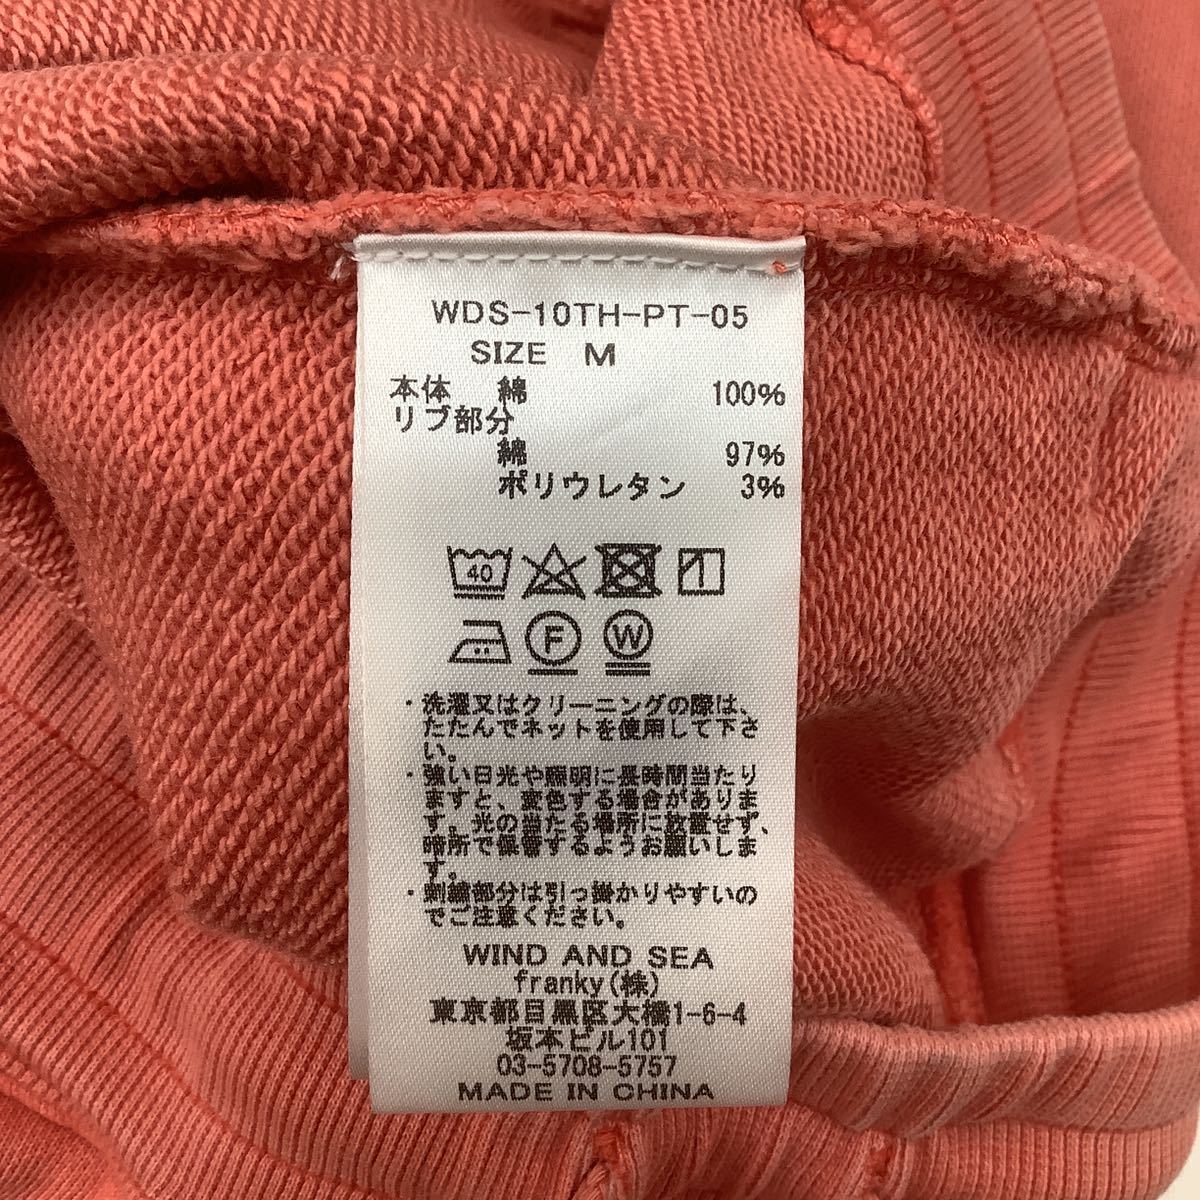 WDS-10TH-PT-05
SIZE M
本体 綿 100%
リブ部分
綿 97%
ポリウレタン 3%
40
F W
・洗濯又はクリーニングの際は、
たたんでネットを使用して下さ
い。
・強い日光や照明に長時間当たり
ますと、変色する場合がありま
す。光の当たる場所に放置せず、
暗所で保管するようお願いしま
す。
・刺繍部分は引っ掛かりやすいの
でご注意ください。
WIND AND SEA
franky(株)
東京都目黒区大橋1-6-4
坂本ビル101
03-5708-5757
MADE IN CHINA